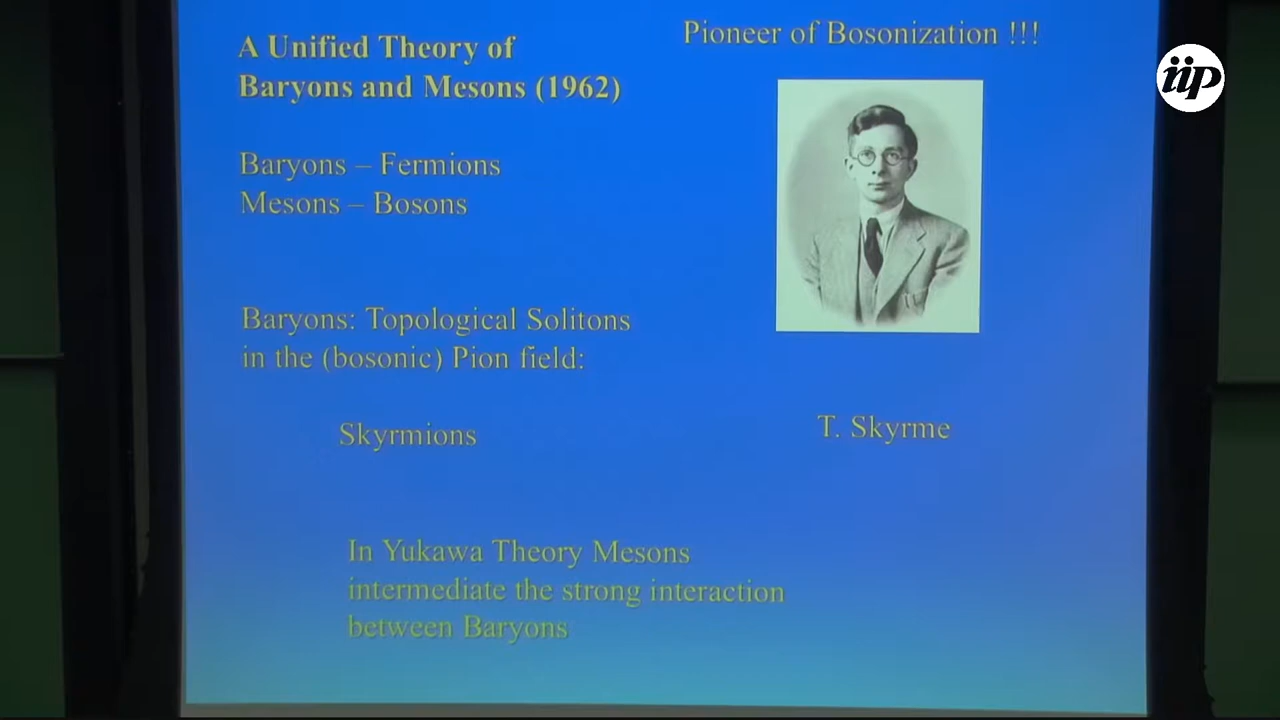 A Unified Theory of
Baryons and Mesons (1962)
Pioneer of Bosonization !!!
iip
Baryons – Fermions
Mesons – Bosons
Baryons: Topological Solitons
in the (bosonic) Pion field:
Skyrmions
T. Skyrme
In Yukawa Theory Mesons
intermediate the strong interaction
between Baryons